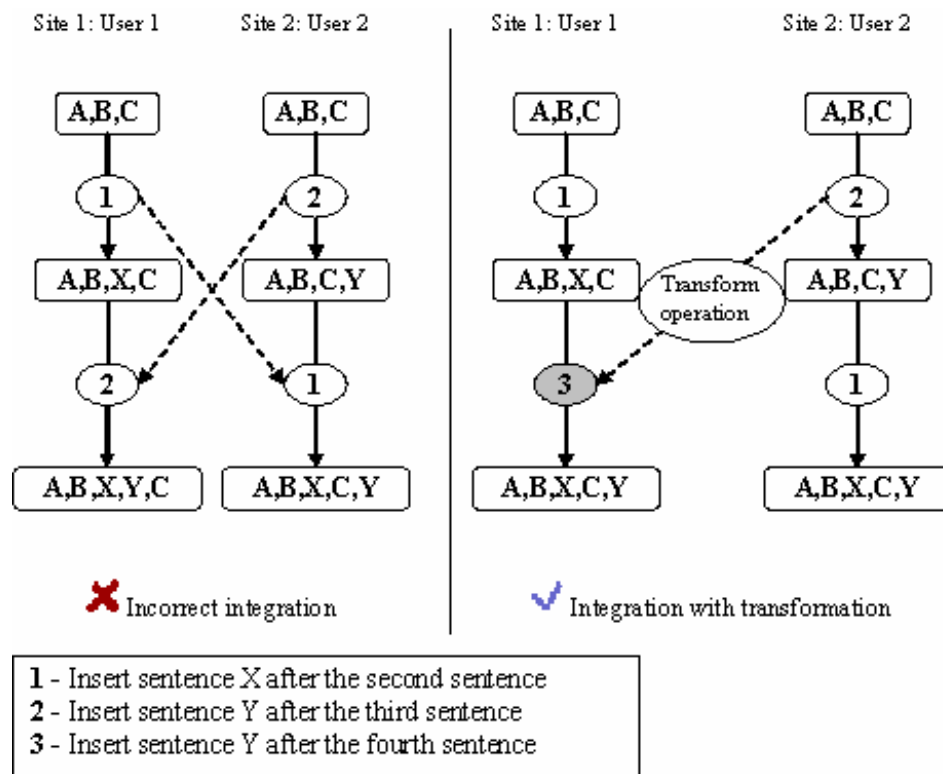 Site 1: User 1
Site 2: User 2
Site 1: User 1
Site 2: User 2
A,B,C
A,B,C
A,B,C
A,B,C
1
2
1
2
A,B,X,C
A,B,C,Y
A,B,X,C
Transform
operation
A,B,C,Y
2
1
3
1
A,B,X,Y,C
A,B,X,C,Y
A,B,X,C,Y
A,B,X,C,Y
Incorrect integration
Integration with transformation
1 - Insert sentence X after the second sentence
2 - Insert sentence Y after the third sentence
3 - Insert sentence Y after the fourth sentence